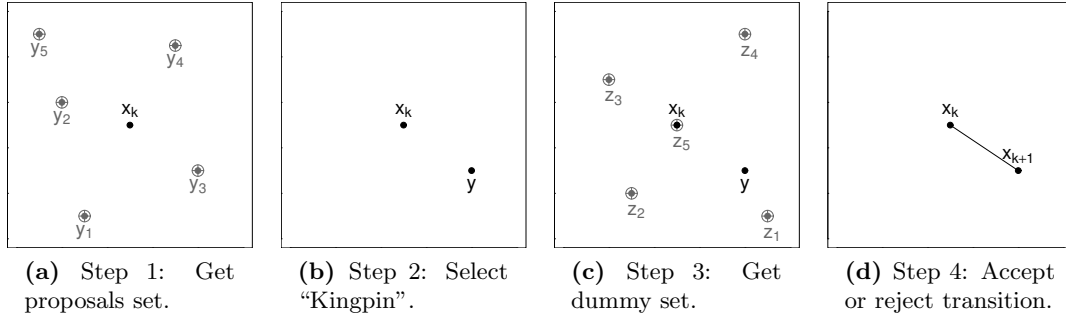 y5
y4
y2
xk
y3
y1
xk
y
z4
z3
xk
z5
y
z2
z1
xk
xk+1
(a) Step 1: Get
proposals set.
(b) Step 2: Select
“Kingpin”.
(c) Step 3: Get
dummy set.
(d) Step 4: Accept
or reject transition.